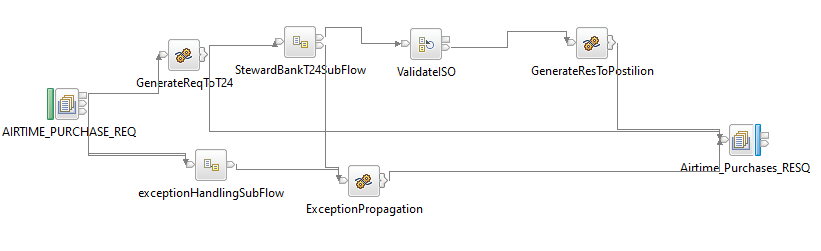 StewardBankT24SubFlow
ValidateISO
GenerateResToPostilion
GenerateReqToT24
AIRTIME_PURCHASE_REQ
Airtime_Purchases_RESQ
exceptionHandlingSubFlow
ExceptionPropagation